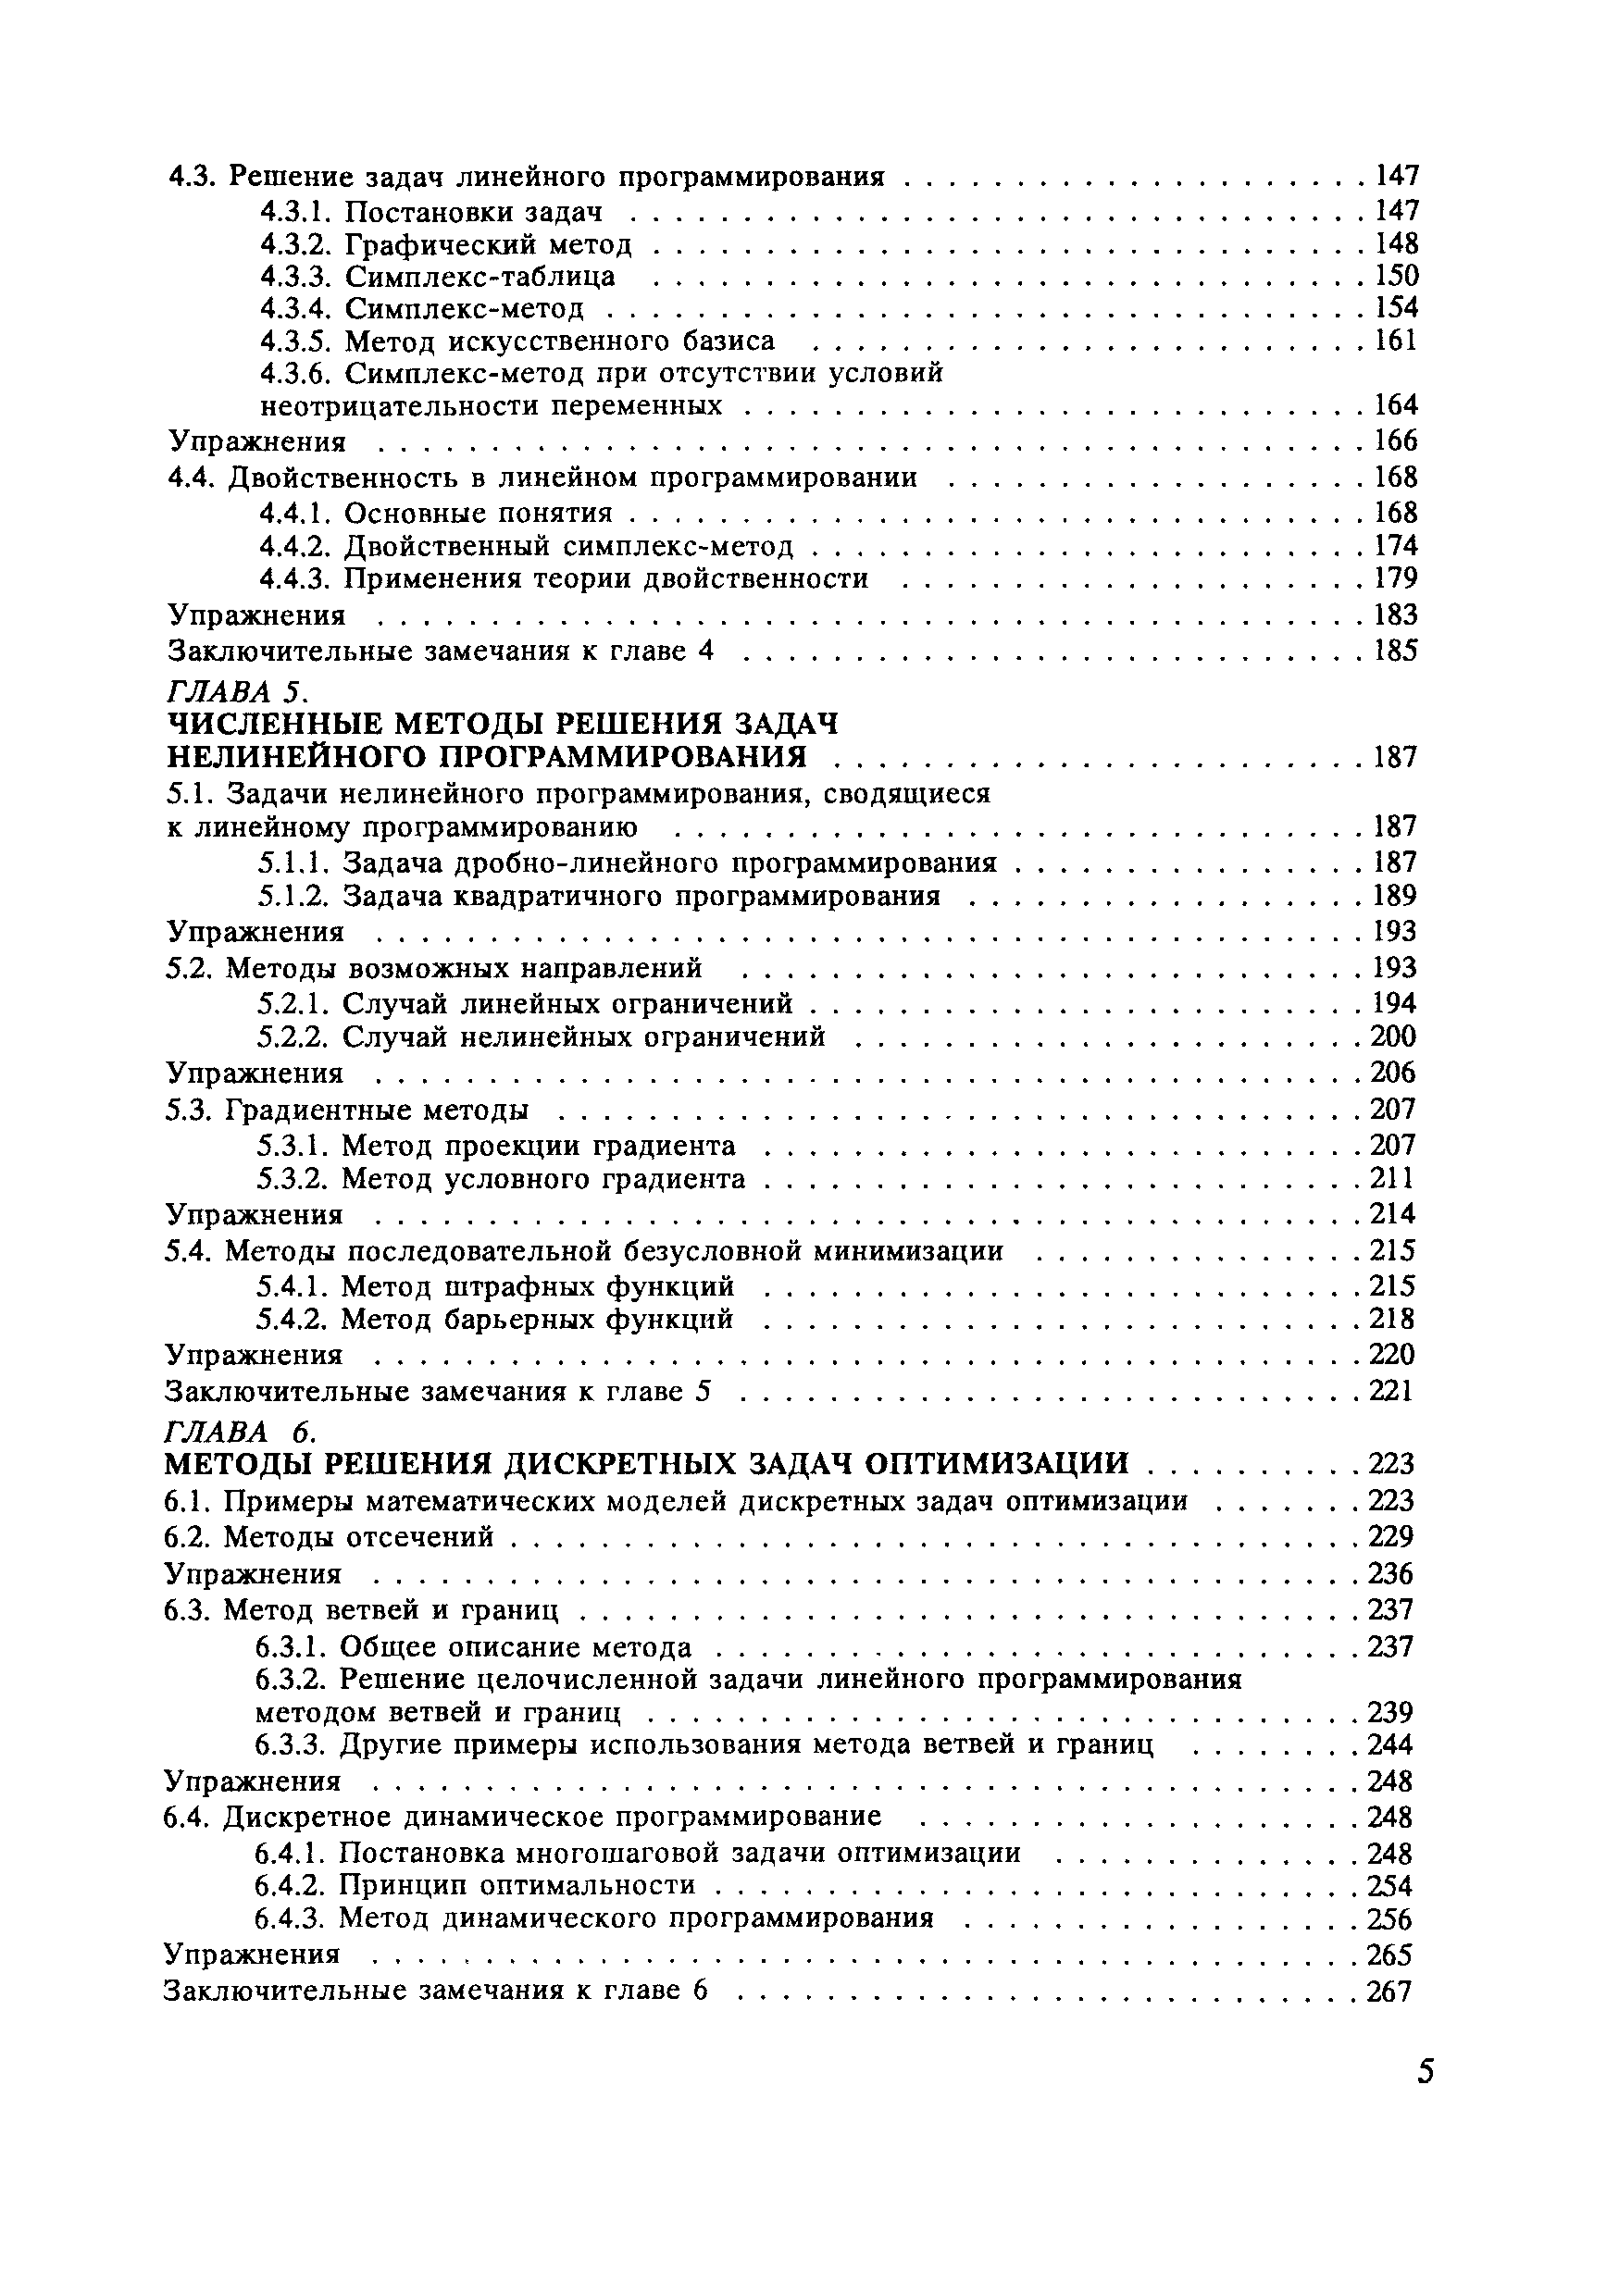 4.3. Решение задач линейного программирования . . . . . . . . . . . . . . . . . . . . . 147
4.3.1. Постановки задач . . . . . . . . . . . . . . . . . . . . . . . . . . . . . . . . . 147
4.3.2. Графический метод . . . . . . . . . . . . . . . . . . . . . . . . . . . . . . . . 148
4.3.3. Симплекс-таблица . . . . . . . . . . . . . . . . . . . . . . . . . . . . . . . . 150
4.3.4. Симплекс-метод . . . . . . . . . . . . . . . . . . . . . . . . . . . . . . . . . . 154
4.3.5. Метод искусственного базиса . . . . . . . . . . . . . . . . . . . . . . . . . 161
4.3.6. Симплекс-метод при отсутствии условий
неотрицательности переменных . . . . . . . . . . . . . . . . . . . . . . . . . . . . 164
Упражнения . . . . . . . . . . . . . . . . . . . . . . . . . . . . . . . . . . . . . . . . . . . . 166
4.4. Двойственность в линейном программировании . . . . . . . . . . . . . . . . . . . 168
4.4.1. Основные понятия . . . . . . . . . . . . . . . . . . . . . . . . . . . . . . . . . 168
4.4.2. Двойственный симплекс-метод . . . . . . . . . . . . . . . . . . . . . . . . . 174
4.4.3. Применения теории двойственности . . . . . . . . . . . . . . . . . . . . . 179
Упражнения . . . . . . . . . . . . . . . . . . . . . . . . . . . . . . . . . . . . . . . . . . . . 183
Заключительные замечания к главе 4 . . . . . . . . . . . . . . . . . . . . . . . . . . . . 185
ГЛАВА 5.
ЧИСЛЕННЫЕ МЕТОДЫ РЕШЕНИЯ ЗАДАЧ
НЕЛИНЕЙНОГО ПРОГРАММИРОВАНИЯ . . . . . . . . . . . . . . . . . . . . . . . . 187
5.1. Задачи нелинейного программирования, сводящиеся
к линейному программированию . . . . . . . . . . . . . . . . . . . . . . . . . . . . . . . 187
5.1.1. Задача дробно-линейного программирования . . . . . . . . . . . . . . . . 187
5.1.2. Задача квадратичного программирования . . . . . . . . . . . . . . . . . . 189
Упражнения . . . . . . . . . . . . . . . . . . . . . . . . . . . . . . . . . . . . . . . . . . . . 193
5.2. Методы возможных направлений . . . . . . . . . . . . . . . . . . . . . . . . . . . . 193
5.2.1. Случай линейных ограничений . . . . . . . . . . . . . . . . . . . . . . . . . 194
5.2.2. Случай нелинейных ограничений . . . . . . . . . . . . . . . . . . . . . . . 200
Упражнения . . . . . . . . . . . . . . . . . . . . . . . . . . . . . . . . . . . . . . . . . . . . 206
5.3. Градиентные методы . . . . . . . . . . . . . . . . . . . . . . . . . . . . . . . . . . . . 207
5.3.1. Метод проекции градиента . . . . . . . . . . . . . . . . . . . . . . . . . . . 207
5.3.2. Метод условного градиента . . . . . . . . . . . . . . . . . . . . . . . . . . . 211
Упражнения . . . . . . . . . . . . . . . . . . . . . . . . . . . . . . . . . . . . . . . . . . . . 214
5.4. Методы последовательной безусловной минимизации . . . . . . . . . . . . . . . 215
5.4.1. Метод штрафных функций . . . . . . . . . . . . . . . . . . . . . . . . . . . 215
5.4.2. Метод барьерных функций . . . . . . . . . . . . . . . . . . . . . . . . . . . 218
Упражнения . . . . . . . . . . . . . . . . . . . . . . . . . . . . . . . . . . . . . . . . . . . . 220
Заключительные замечания к главе 5 . . . . . . . . . . . . . . . . . . . . . . . . . . . . 221
ГЛАВА 6.
МЕТОДЫ РЕШЕНИЯ ДИСКРЕТНЫХ ЗАДАЧ ОПТИМИЗАЦИИ . . . . . . . . . . 223
6.1. Примеры математических моделей дискретных задач оптимизации . . . . . . . 223
6.2. Методы отсечений . . . . . . . . . . . . . . . . . . . . . . . . . . . . . . . . . . . . . . 229
Упражнения . . . . . . . . . . . . . . . . . . . . . . . . . . . . . . . . . . . . . . . . . . . . 236
6.3. Метод ветвей и границ . . . . . . . . . . . . . . . . . . . . . . . . . . . . . . . . . . . 237
6.3.1. Общее описание метода . . . . . . . . . . . . . . . . . . . . . . . . . . . . . 237
6.3.2. Решение целочисленной задачи линейного программирования
методом ветвей и границ . . . . . . . . . . . . . . . . . . . . . . . . . . . . . . . . 239
6.3.3. Другие примеры использования метода ветвей и границ . . . . . . . . 244
Упражнения . . . . . . . . . . . . . . . . . . . . . . . . . . . . . . . . . . . . . . . . . . . . 248
6.4. Дискретное динамическое программирование . . . . . . . . . . . . . . . . . . . . 248
6.4.1. Постановка многошаговой задачи оптимизации . . . . . . . . . . . . . . 248
6.4.2. Принцип оптимальности . . . . . . . . . . . . . . . . . . . . . . . . . . . . . 254
6.4.3. Метод динамического программирования . . . . . . . . . . . . . . . . . . 256
Упражнения . . . . . . . . . . . . . . . . . . . . . . . . . . . . . . . . . . . . . . . . . . . . 265
Заключительные замечания к главе 6 . . . . . . . . . . . . . . . . . . . . . . . . . . . . 267
5